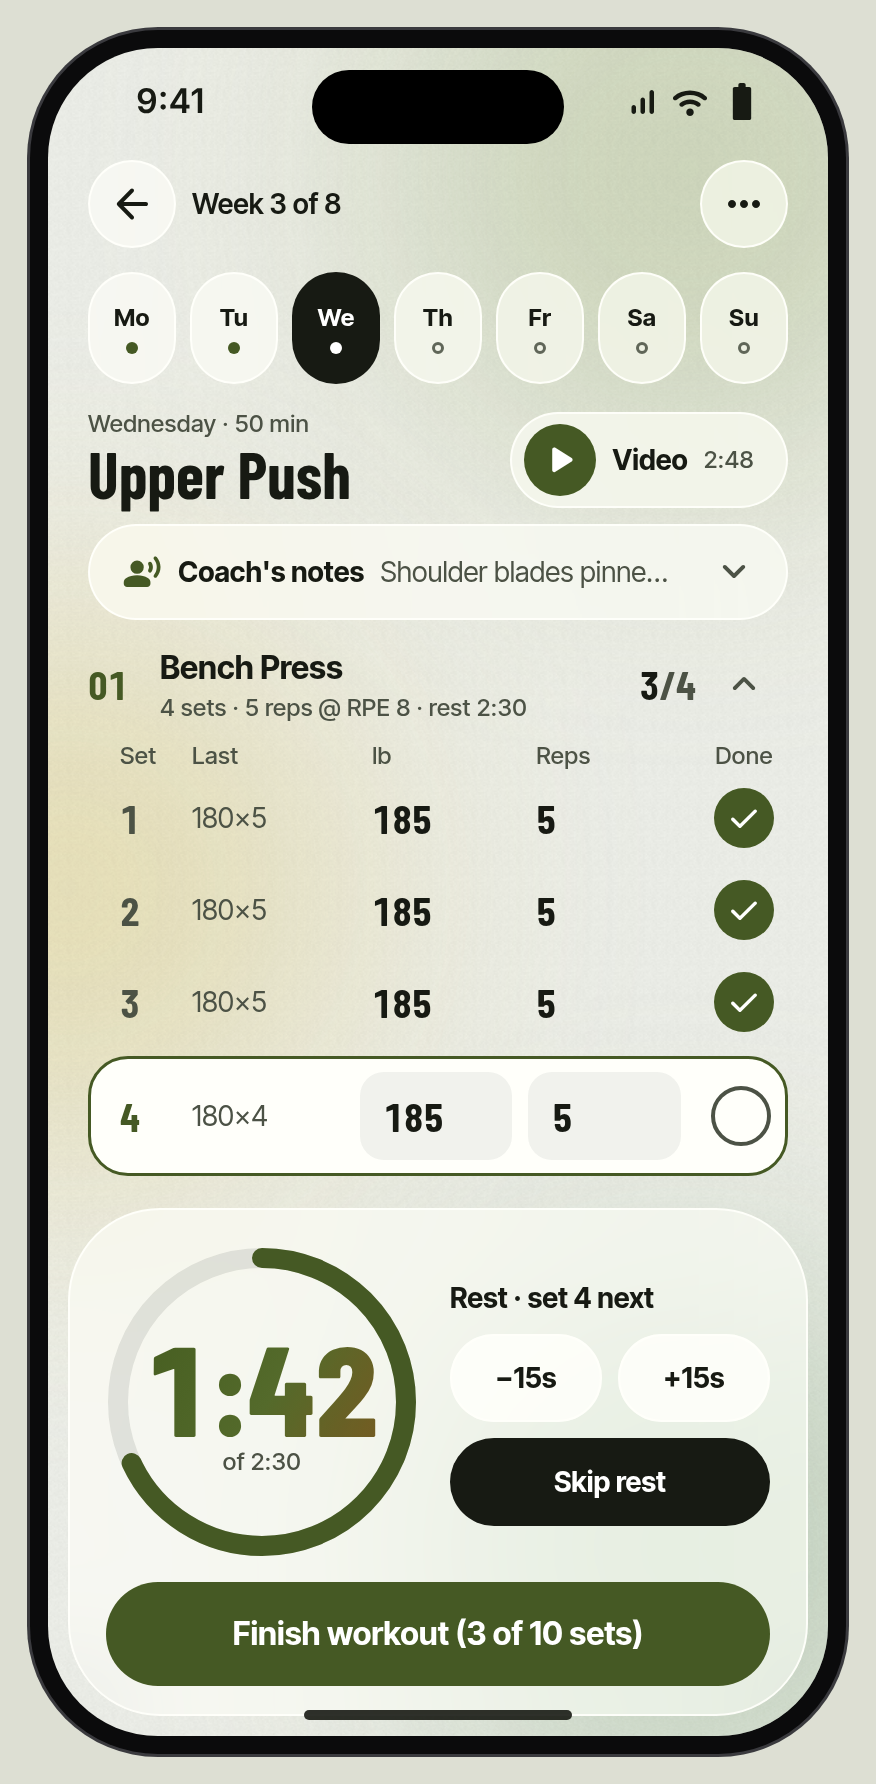 9:41
Week 3 of 8
Mo Tu We Th Fr Sa Su
Wednesday · 50 min
Upper Push
Video 2:48
Coach's notes Shoulder blades pinne...
01 Bench Press 3/4
4 sets · 5 reps @ RPE 8 · rest 2:30
Set Last lb Reps Done
1 180×5 185 5
2 180×5 185 5
3 180×5 185 5
4 180×4 185 5
1:42
of 2:30
Rest · set 4 next
−15s +15s
Skip rest
Finish workout (3 of 10 sets)